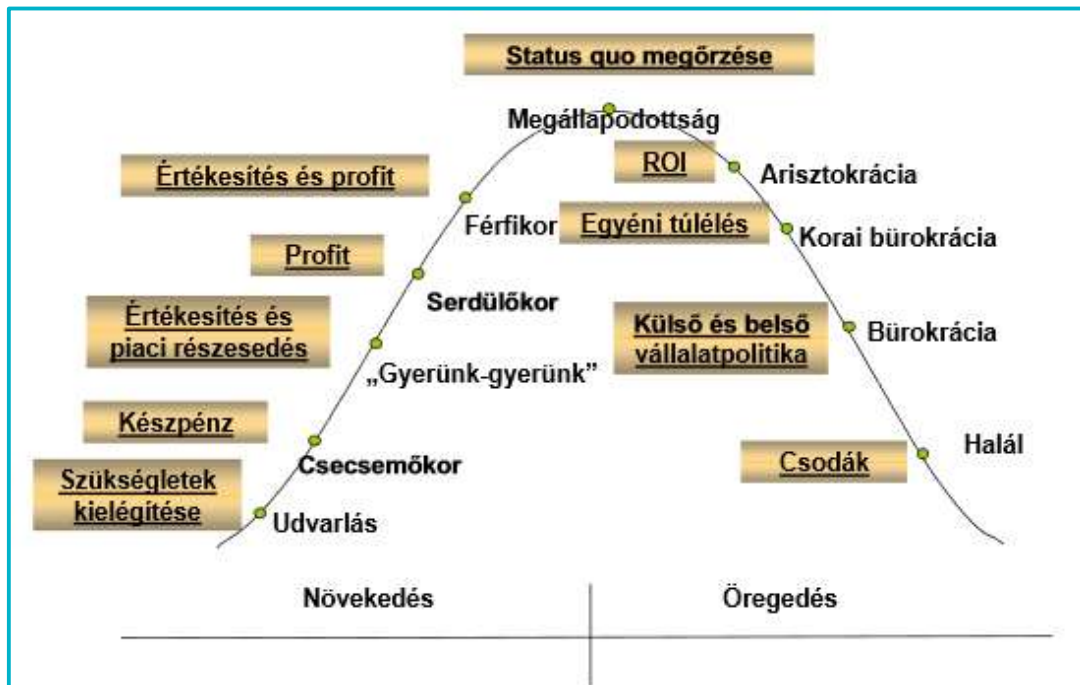 Status quo megőrzése
Megállapodottság
Értékesítés és profit
ROI
Arisztokrácia
Férfikor
Egyéni túlélés
Korai bürokrácia
Profit
Serdülőkor
Értékesítés és
piaci részesedés
Külső és belső
vállalatpolitika
Bürokrácia
„Gyerünk-gyerünk”
Készpénz
Csecsemőkor
Csodák
Halál
Szükségletek
kielégítése
Udvarlás
Növekedés
Öregedés